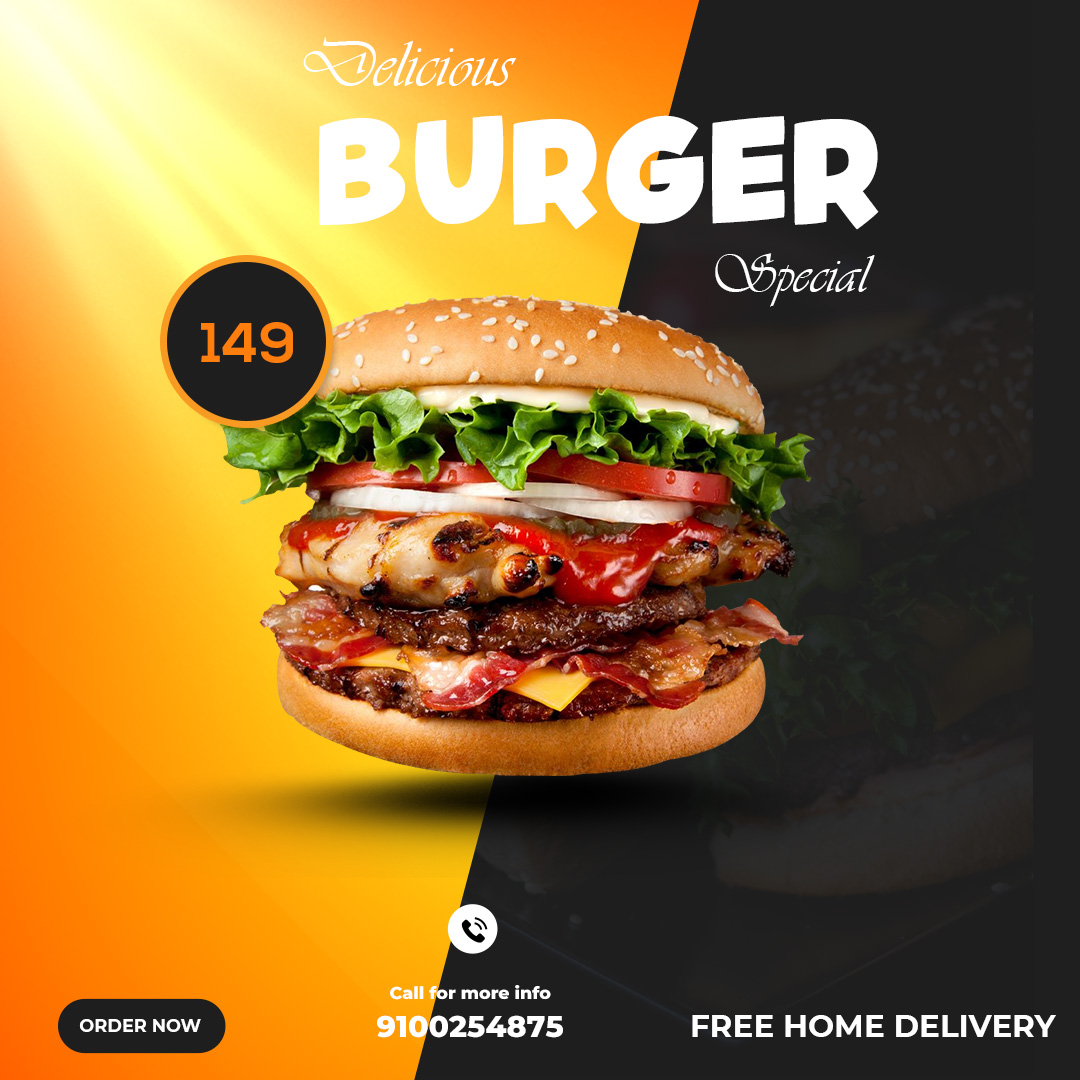 Delicious
BURGER
Special
149
Call for more info
ORDER NOW
9100254875
FREE HOME DELIVERY